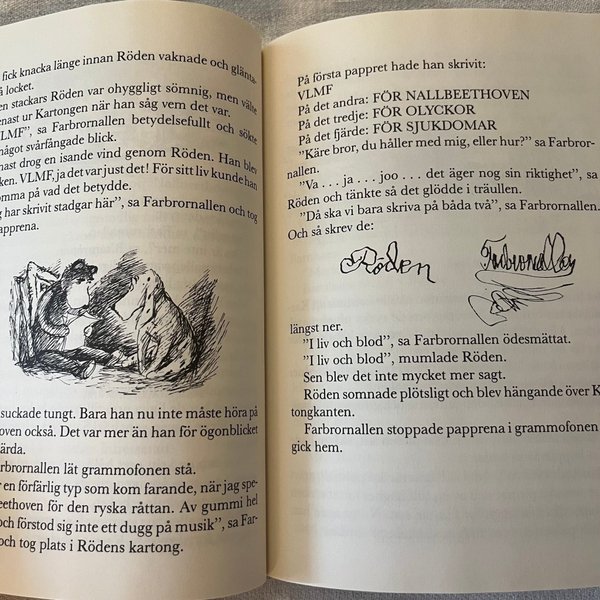 fick knacka länge innan Röden vaknade och glänta-
å locket.
en stackars Röden var ohyggligt sömnig, men välte
enast ur Kartongen när han såg vem det var.
VLMF", sa Farbrornallen betydelsefullt och sökte
något svårfångade blick.
nast drog en isande vind genom Röden. Han blev
ken. VLMF, ja det var just det! För sitt liv kunde han
omma på vad det betydde.
g har skrivit stadgar här", sa Farbrornallen och tog
apprena.
suckade tungt. Bara han nu inte måste höra på
oven också. Det var mer än han för ögonblicket
ärda.
rbrornallen lät grammofonen stå.
r en förfärlig typ som kom farande, när jag spe-
eethoven för den ryska råttan. Av gummi hel
och förstod sig inte ett dugg på musik", sa Far-
och tog plats i Rödens kartong.
På första pappret hade han skrivit:
VLMF
På det andra: FÖR NALLBEETHOVEN
På det tredje: FÖR OLYCKOR
På det fjärde: FÖR SJUKDOMAR
"Käre bror, du håller med mig, eller hur?" sa Farbror-
nallen.
"Va . . . ja . . . joo . . . det äger nog sin riktighet", sa
Röden och tänkte så det glödde i träullen.
"Då ska vi bara skriva på båda två", sa Farbrornallen.
Och så skrev de:
Röden Farbrornallen
längst ner.
"I liv och blod", sa Farbrornallen ödesmättat.
"I liv och blod", mumlade Röden.
Sen blev det inte mycket mer sagt.
Röden somnade plötsligt och blev hängande över K
tongkanten.
Farbrornallen stoppade papprena i grammofonen
gick hem.